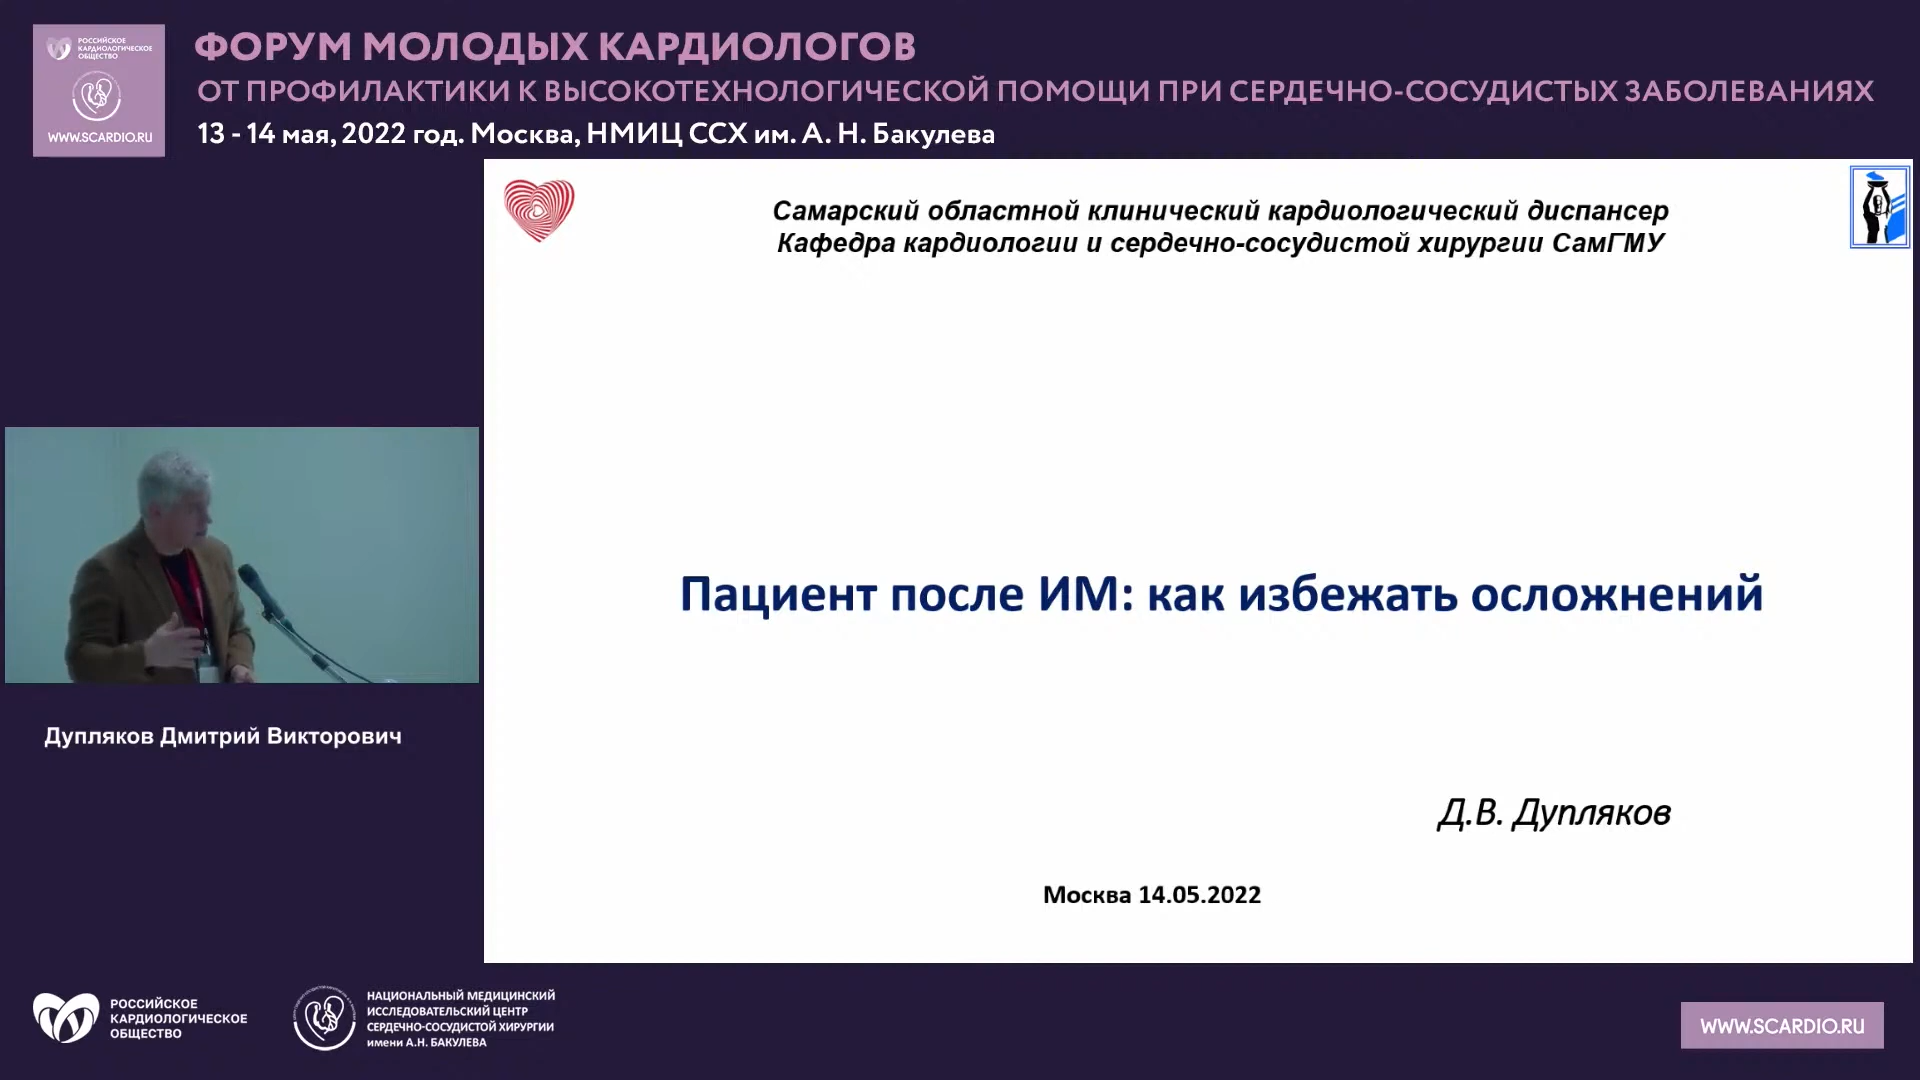 РОССИЙСКОЕ
КАРДИОЛОГИЧЕСКОЕ
ОБЩЕСТВО
WWW.SCARDIO.RU
ФОРУМ МОЛОДЫХ КАРДИОЛОГОВ
ОТ ПРОФИЛАКТИКИ К ВЫСОКОТЕХНОЛОГИЧЕСКОЙ ПОМОЩИ ПРИ СЕРДЕЧНО-СОСУДИСТЫХ ЗАБОЛЕВАНИЯХ
13 - 14 мая, 2022 год. Москва, НМИЦ ССХ им. А. Н. Бакулева
Самарский областной клинический кардиологический диспансер
Кафедра кардиологии и сердечно-сосудистой хирургии СамГМУ
Пациент после ИМ: как избежать осложнений
Д.В. Дупляков
Москва 14.05.2022
Дупляков Дмитрий Викторович
РОССИЙСКОЕ
КАРДИОЛОГИЧЕСКОЕ
ОБЩЕСТВО
НАЦИОНАЛЬНЫЙ МЕДИЦИНСКИЙ
ИССЛЕДОВАТЕЛЬСКИЙ ЦЕНТР
СЕРДЕЧНО-СОСУДИСТОЙ ХИРУРГИИ
имени А.Н. БАКУЛЕВА
WWW.SCARDIO.RU